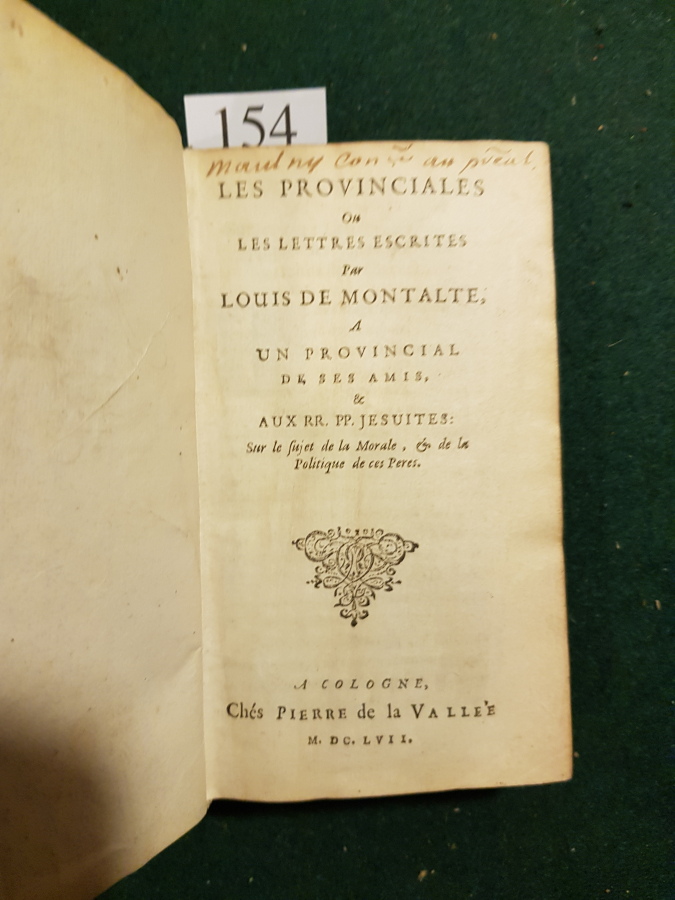 154
Maulny Con^er au présal.
LES PROVINCIALES
Ou
LES LETTRES ESCRITES
Par
LOUIS DE MONTALTE,
A
UN PROVINCIAL
DE SES AMIS,
&
AUX RR. PP. JESUITES:
Sur le sujet de la Morale, & de la
Politique de ces Peres.
A COLOGNE,
Chés PIERRE de la VALLÉE
M. DC. LVII.